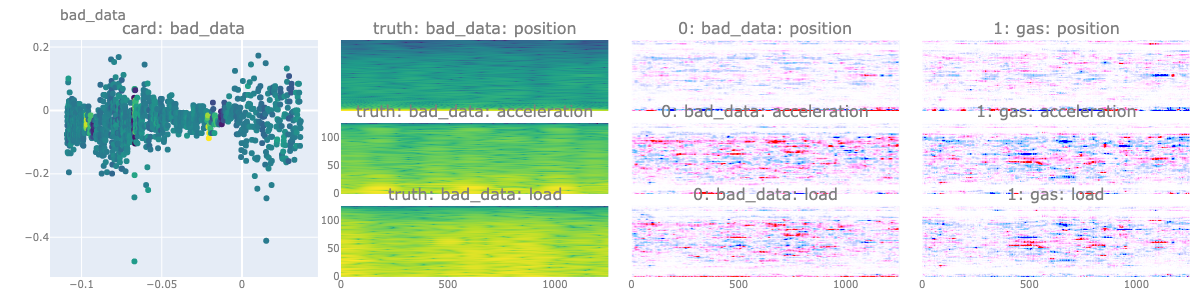 bad_data
card: bad_data
truth: bad_data: position
0: bad_data: position
1: gas: position
0.2
0
−0.2
−0.4
−0.1
−0.05
0
truth: bad_data: acceleration
0: bad_data: acceleration
1: gas: acceleration
100
50
0
truth: bad_data: load
0: bad_data: load
1: gas: load
100
50
0
0
500
1000
0
500
1000
0
500
1000